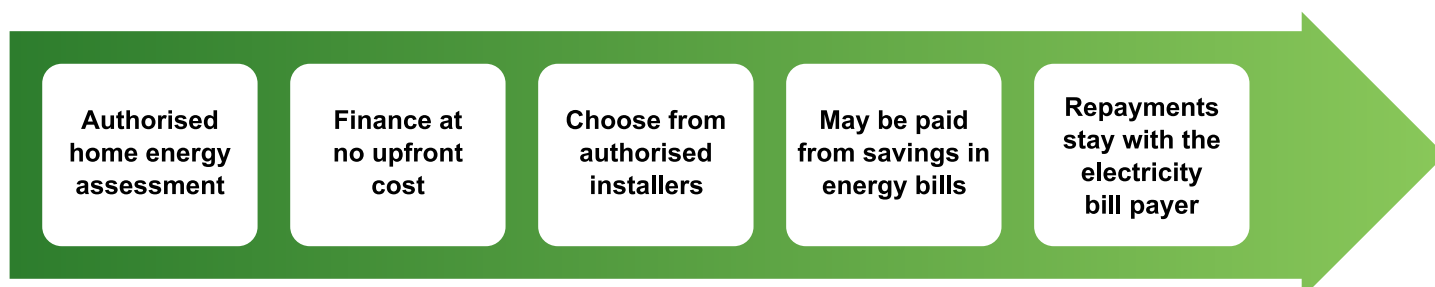 Authorised
home energy
assessment
Finance at
no upfront
cost
Choose from
authorised
installers
May be paid
from savings in
energy bills
Repayments
stay with the
electricity
bill payer